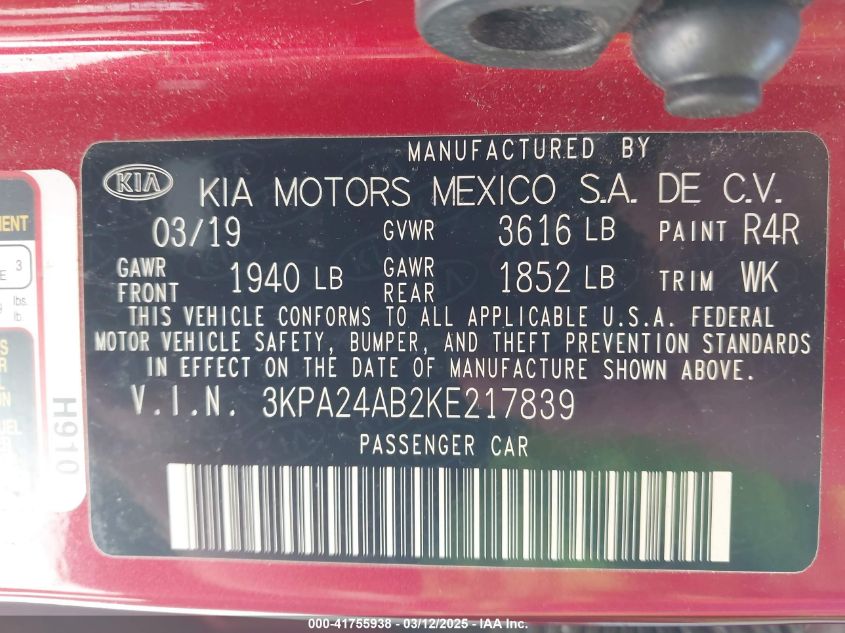 MANUFACTURED BY
KIA KIA MOTORS MEXICO S.A. DE C.V.
03/19 GVWR 3616 LB PAINT R4R
GAWR FRONT 1940 LB GAWR REAR 1852 LB TRIM WK
THIS VEHICLE CONFORMS TO ALL APPLICABLE U.S.A. FEDERAL
MOTOR VEHICLE SAFETY, BUMPER, AND THEFT PREVENTION STANDARDS
IN EFFECT ON THE DATE OF MANUFACTURE SHOWN ABOVE.
V.I.N. 3KPA24AB2KE217839
PASSENGER CAR
3
lbs.
lb.
H910
000-41755938 - 03/12/2025 - IAA Inc.